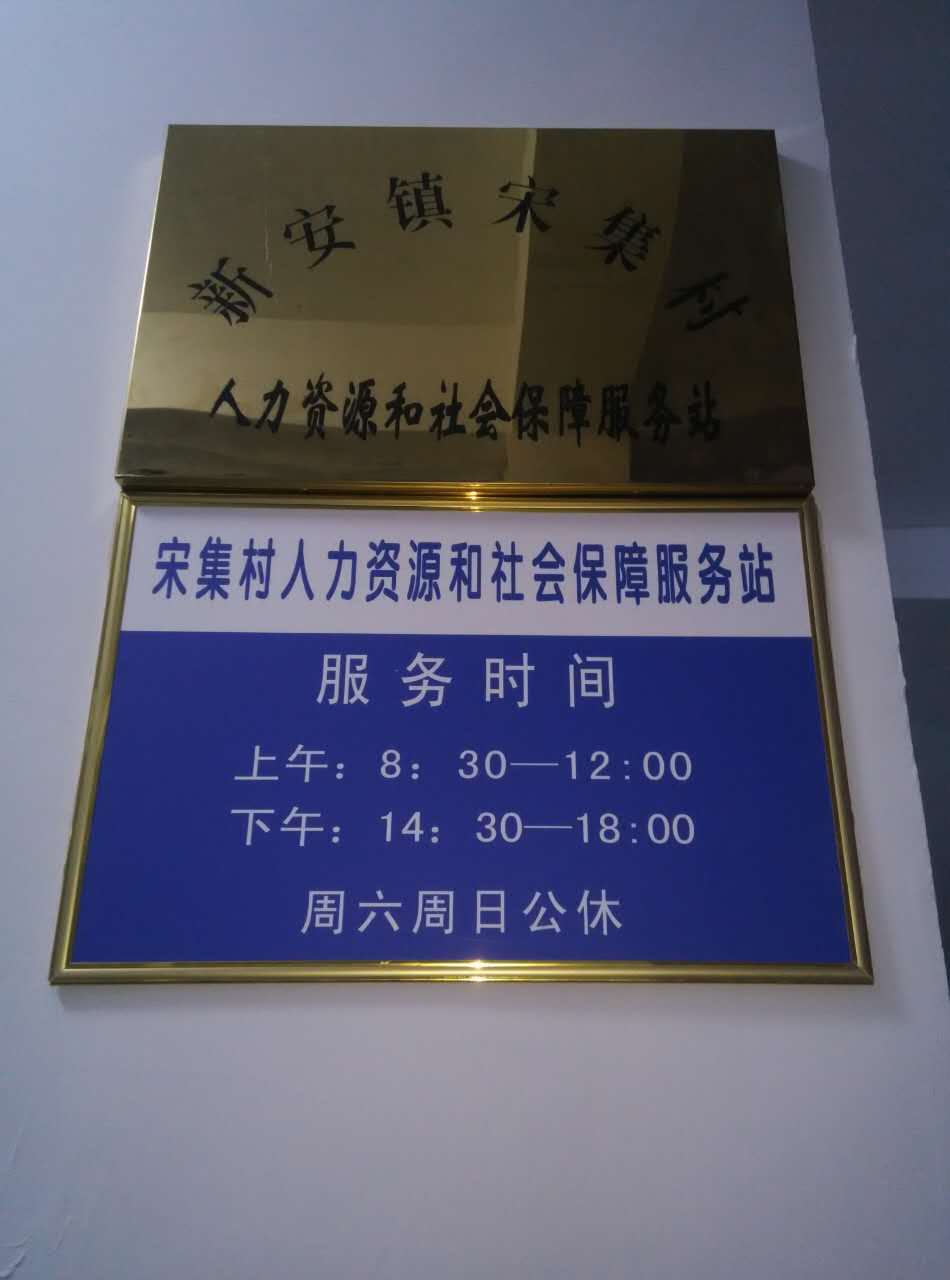 新安镇宋集村
人力资源和社会保障服务站
宋集村人力资源和社会保障服务站
服务时间
上午：8：30—12:00
下午：14：30—18:00
周六周日公休